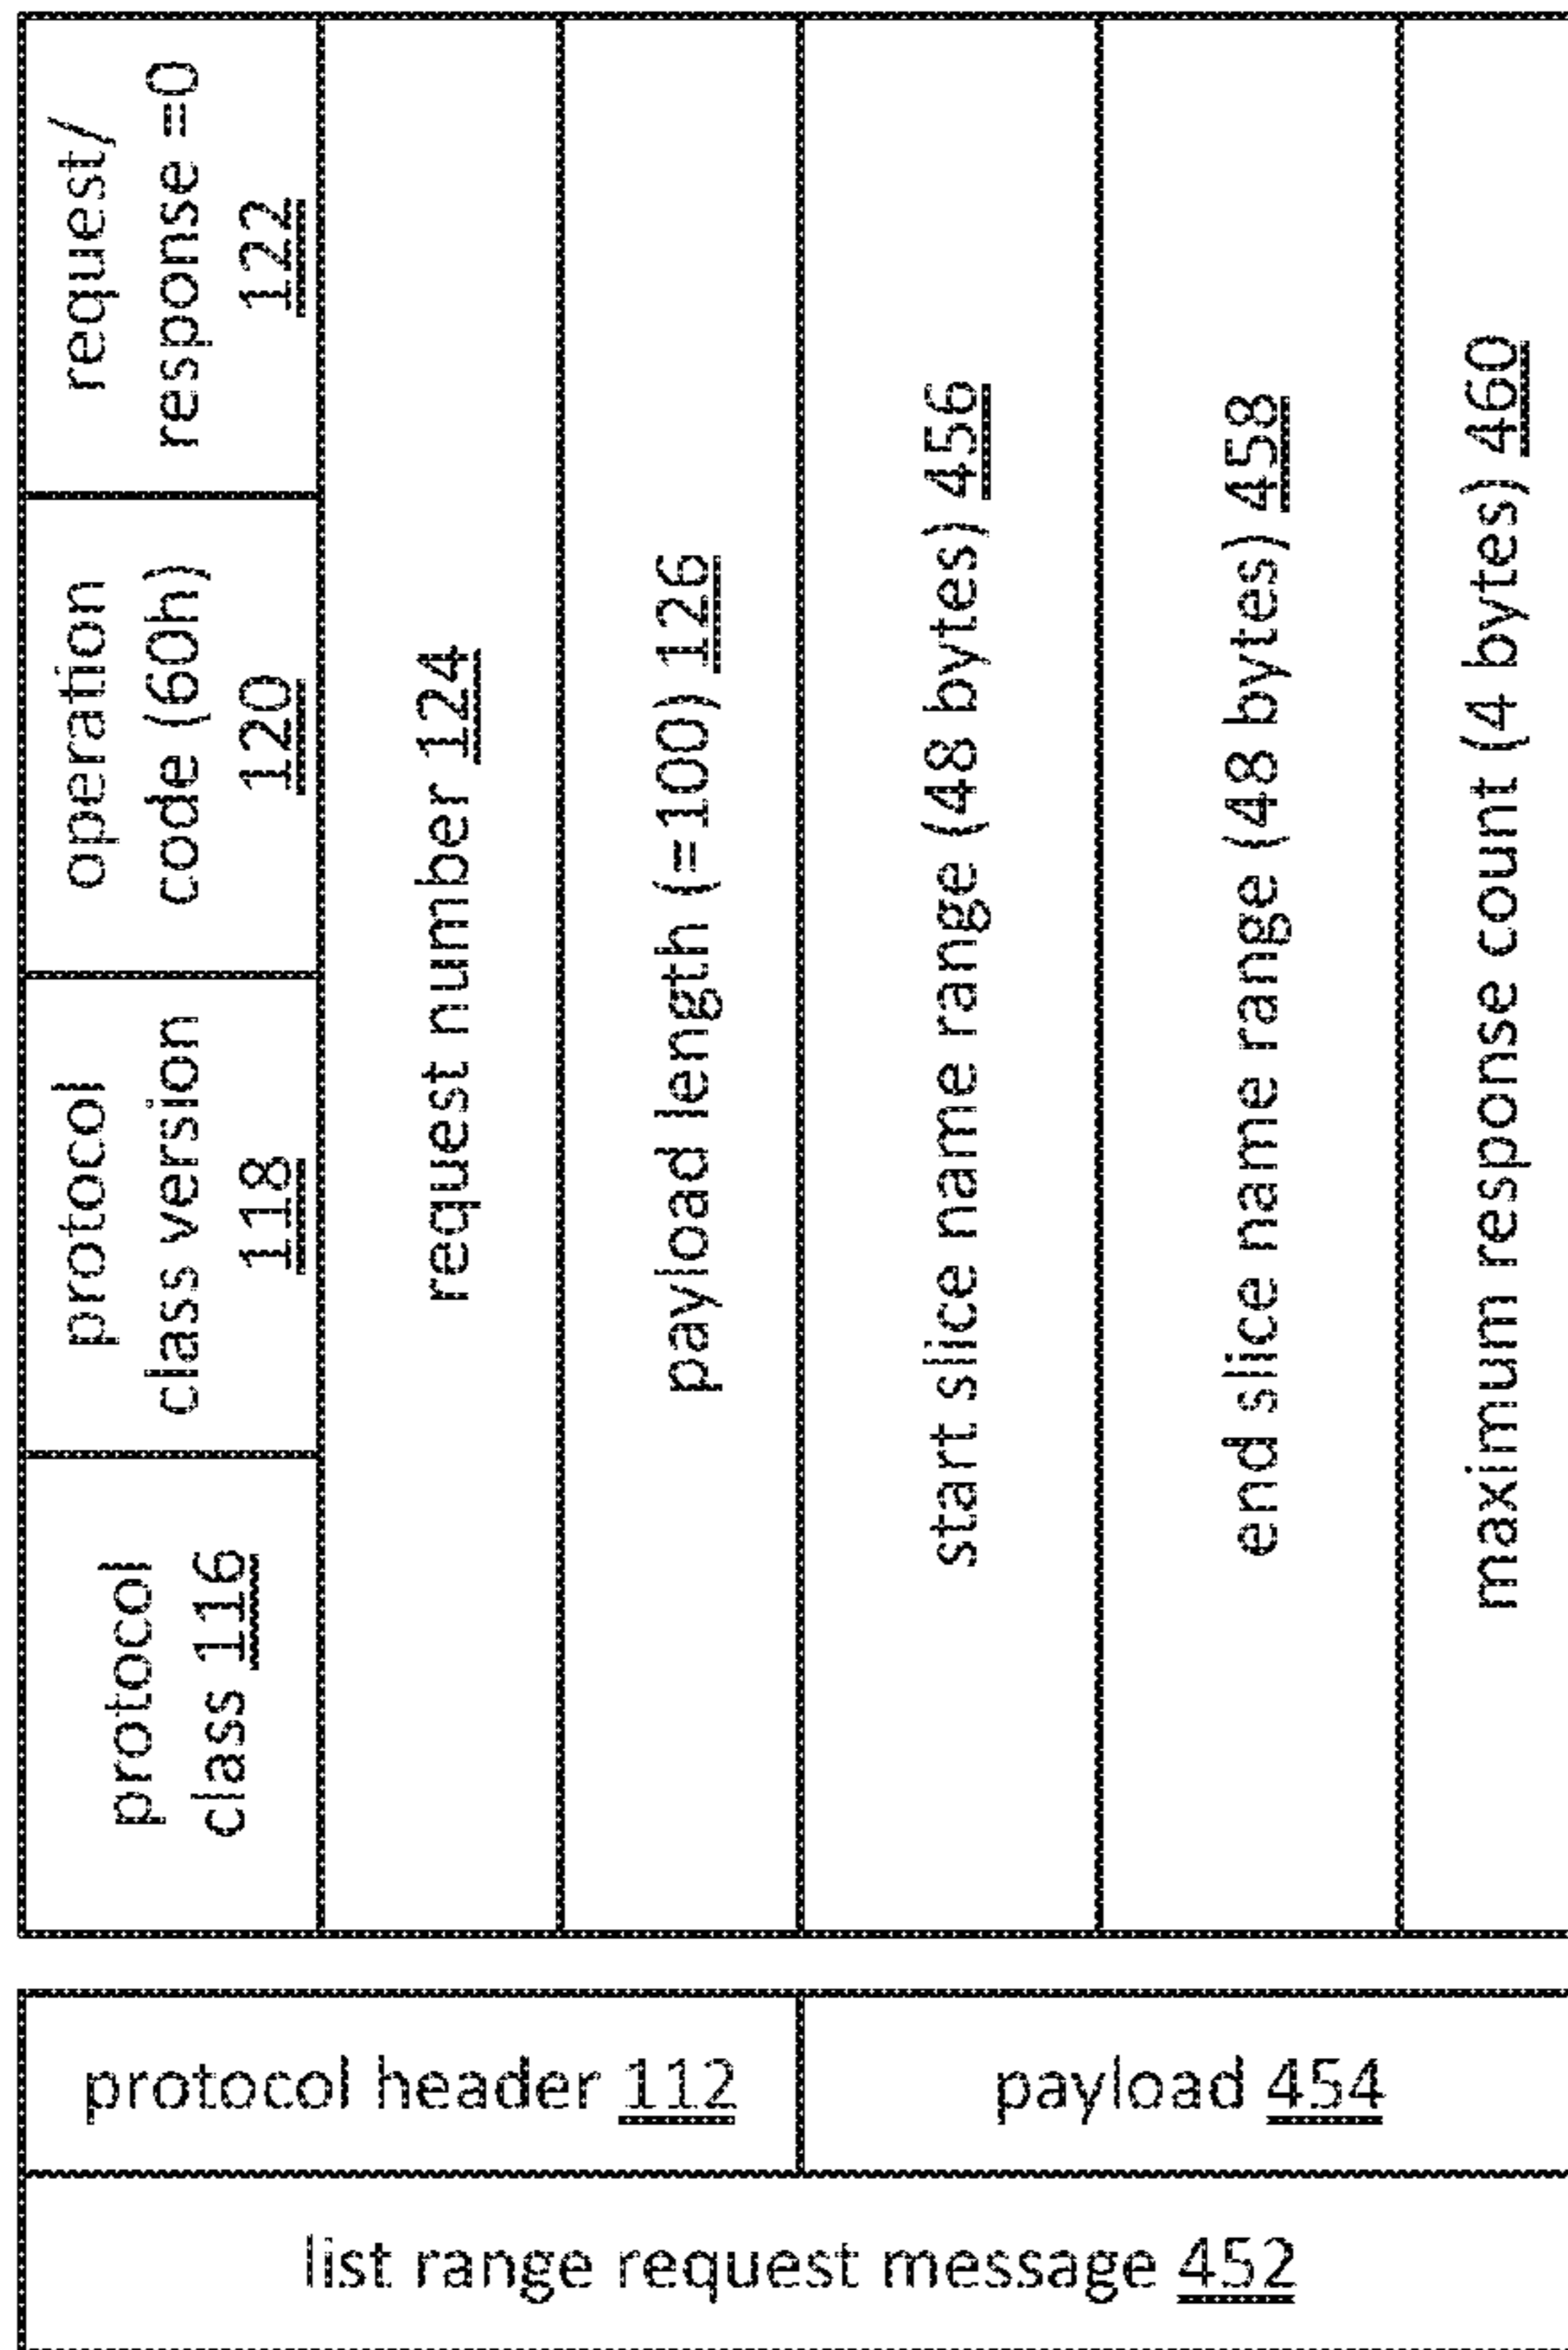 list range request message 452
protocol header 112
payload 454
protocol
class 116
protocol
class version
118
operation
code (60h)
120
request/
response =0
122
request number 124
payload length (=100) 126
start slice name range (48 bytes) 456
end slice name range (48 bytes) 458
maximum response count (4 bytes) 460